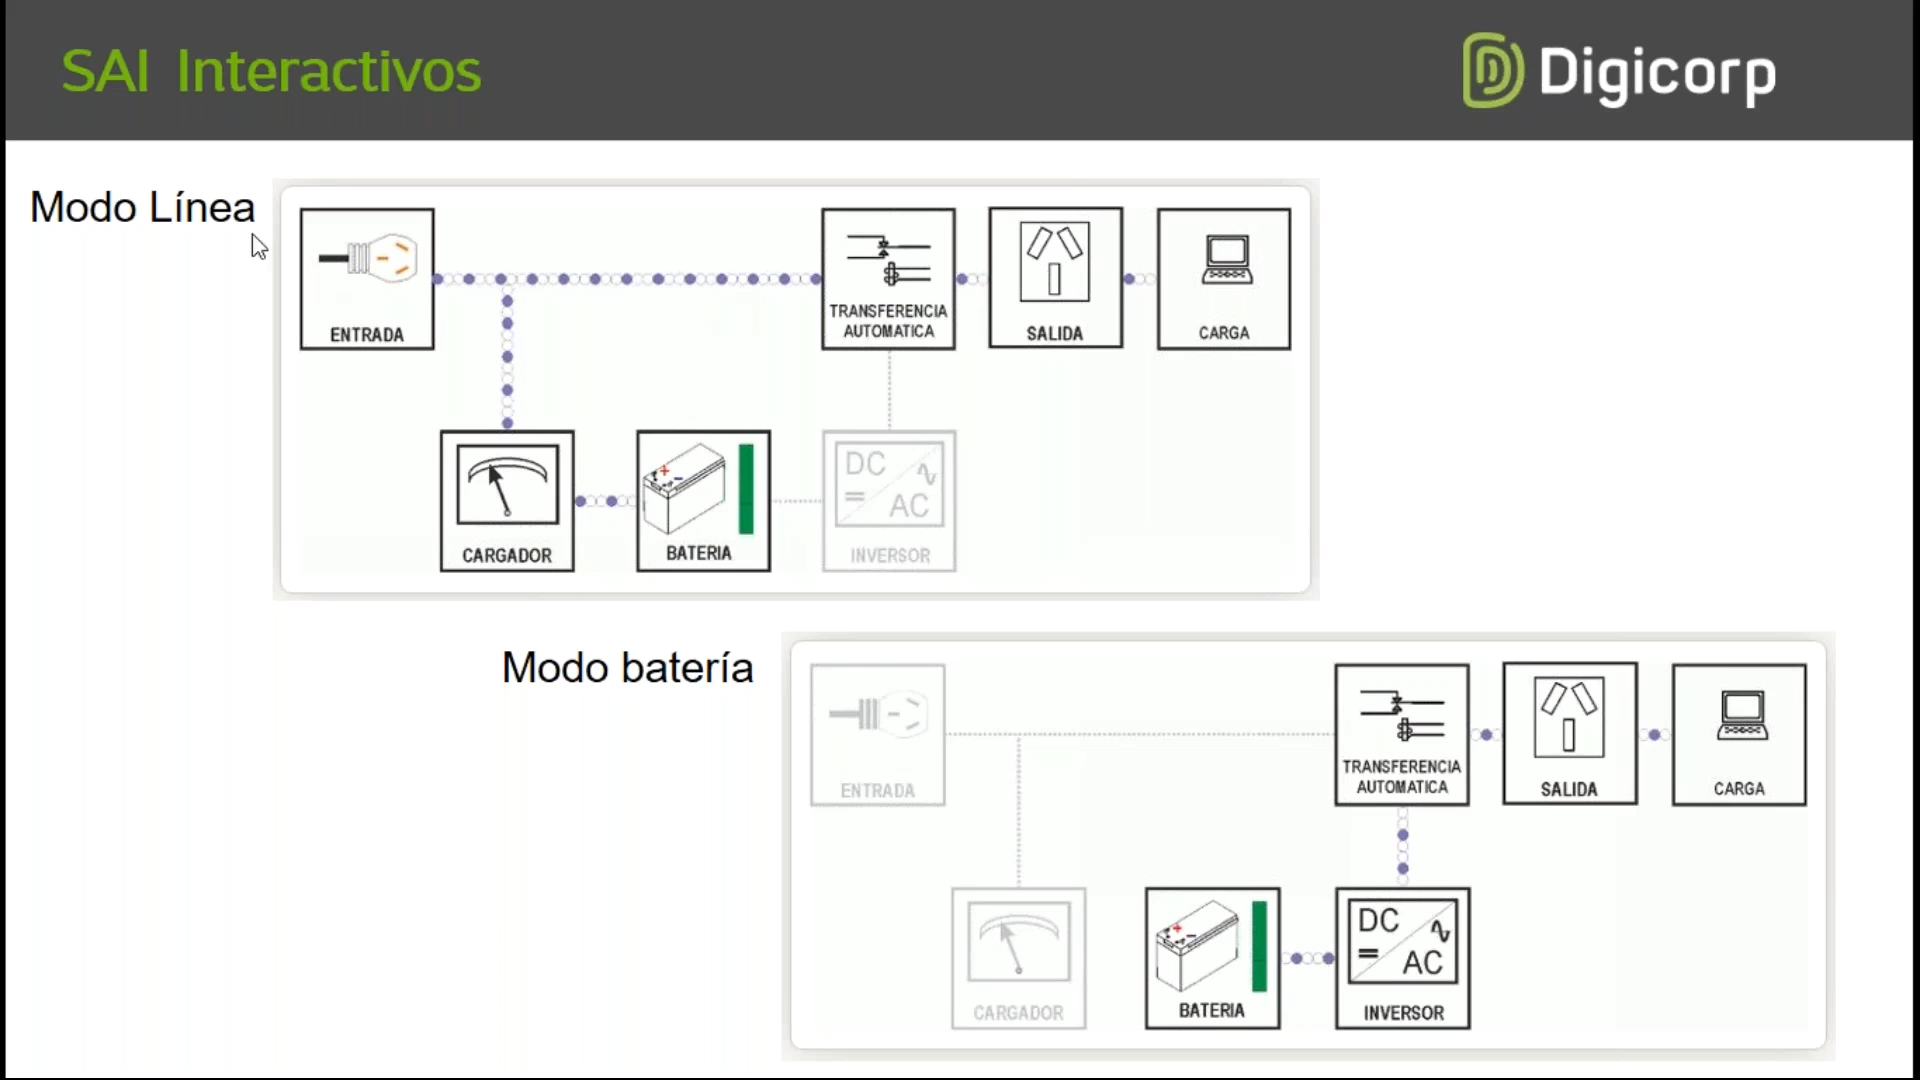 SAI Interactivos
Digicorp
Modo Línea
ENTRADA
TRANSFERENCIA
AUTOMATICA
SALIDA
CARGA
CARGADOR
BATERIA
DC
AC
INVERSOR
Modo batería
ENTRADA
TRANSFERENCIA
AUTOMATICA
SALIDA
CARGA
CARGADOR
BATERIA
DC
AC
INVERSOR